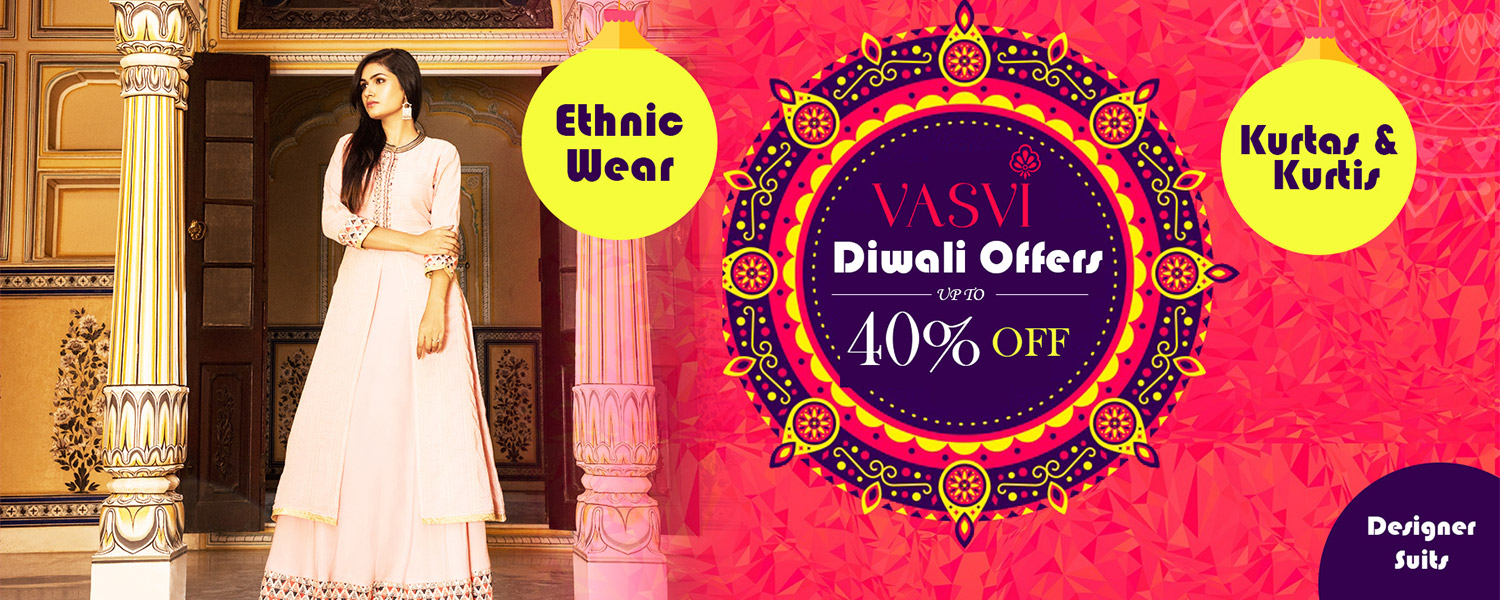 Ethnic
Wear
VASVI
Diwali Offers
UP TO
40% OFF
Kurtas &
Kurtis
Designer
Suits